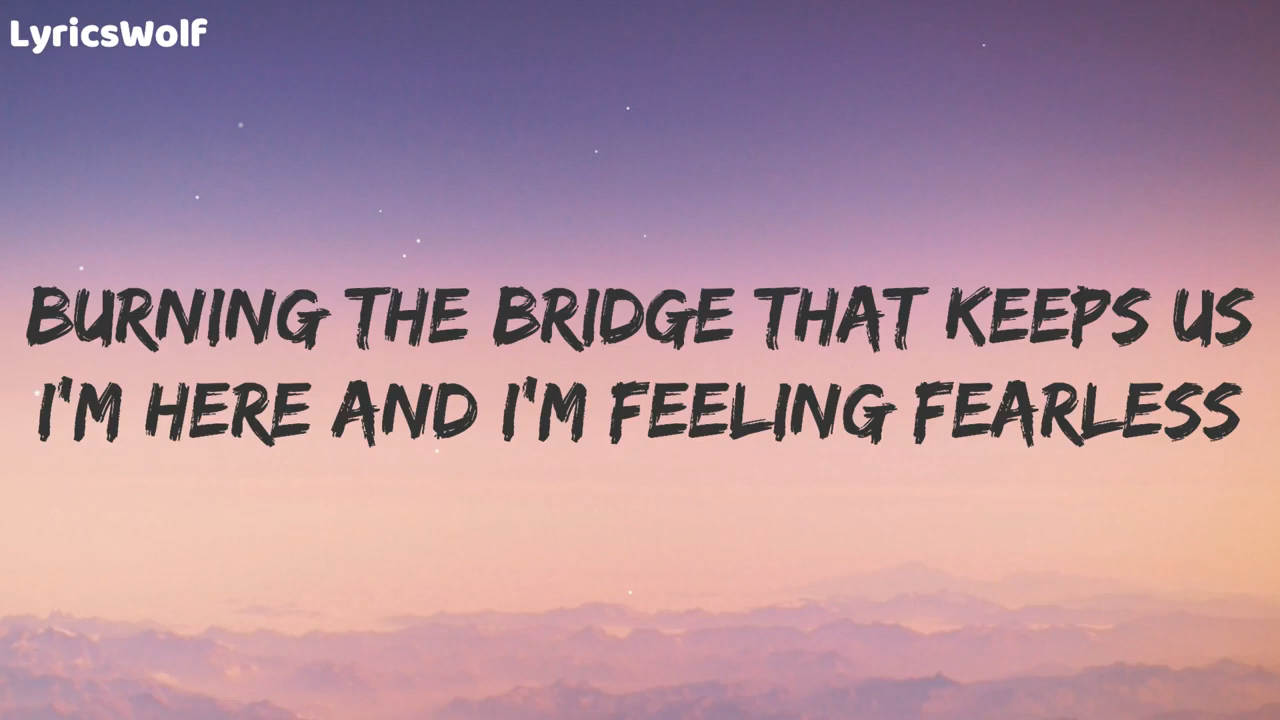 LyricsWolf
BURNING THE BRIDGE THAT KEEPS US
I'M HERE AND I'M FEELING FEARLESS